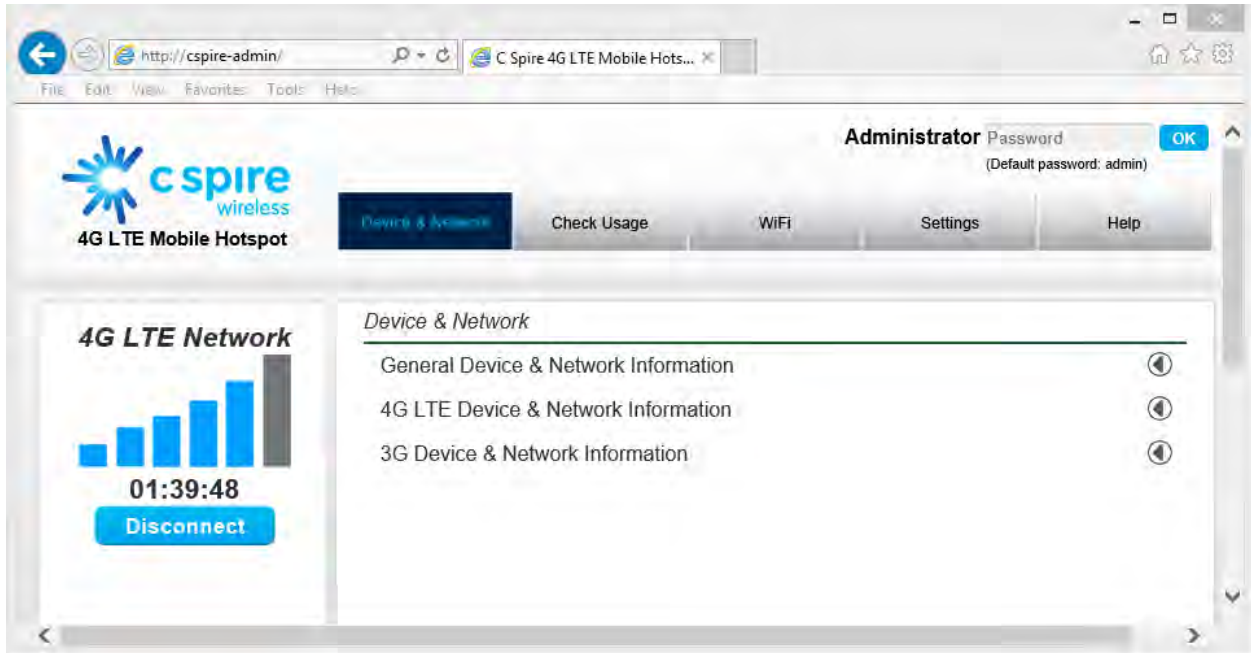 http://cspire-admin/
C Spire 4G LTE Mobile Hots...
File Edit View Favorites Tools Help
Administrator Password OK
(Default password: admin)
c spire
wireless
4G LTE Mobile Hotspot
Device & Network
Check Usage
WiFi
Settings
Help
4G LTE Network
01:39:48
Disconnect
Device & Network
General Device & Network Information
4G LTE Device & Network Information
3G Device & Network Information